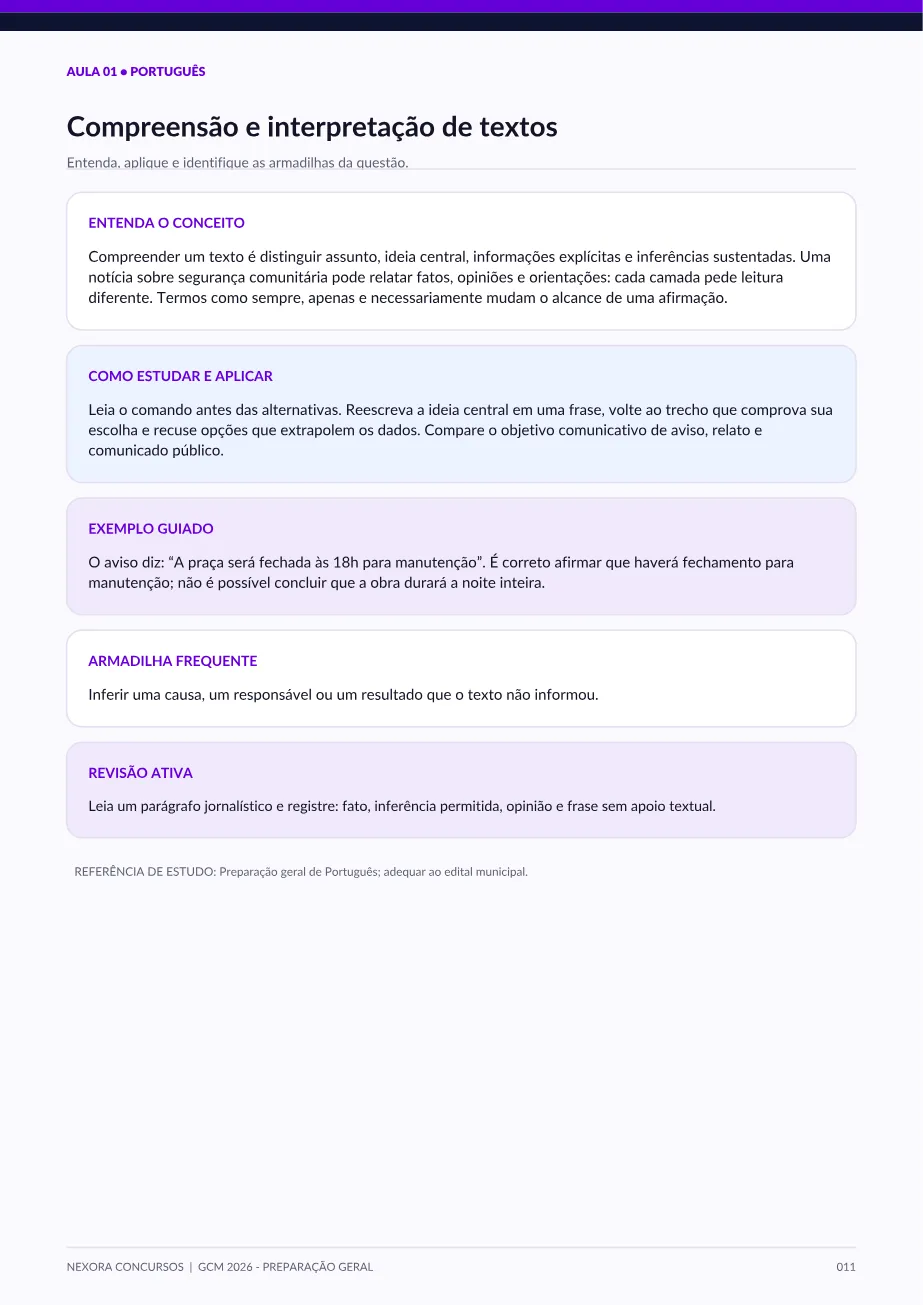 AULA 01 • PORTUGUÊS
Compreensão e interpretação de textos
Entenda, aplique e identifique as armadilhas da questão.
ENTENDA O CONCEITO
Compreender um texto é distinguir assunto, ideia central, informações explícitas e inferências sustentadas. Uma
notícia sobre segurança comunitária pode relatar fatos, opiniões e orientações: cada camada pede leitura
diferente. Termos como sempre, apenas e necessariamente mudam o alcance de uma afirmação.
COMO ESTUDAR E APLICAR
Leia o comando antes das alternativas. Reescreva a ideia central em uma frase, volte ao trecho que comprova sua
escolha e recuse opções que extrapolem os dados. Compare o objetivo comunicativo de aviso, relato e
comunicado público.
EXEMPLO GUIADO
O aviso diz: “A praça será fechada às 18h para manutenção”. É correto afirmar que haverá fechamento para
manutenção; não é possível concluir que a obra durará a noite inteira.
ARMADILHA FREQUENTE
Inferir uma causa, um responsável ou um resultado que o texto não informou.
REVISÃO ATIVA
Leia um parágrafo jornalístico e registre: fato, inferência permitida, opinião e frase sem apoio textual.
REFERÊNCIA DE ESTUDO: Preparação geral de Português; adequar ao edital municipal.
NEXORA CONCURSOS | GCM 2026 - PREPARAÇÃO GERAL
011